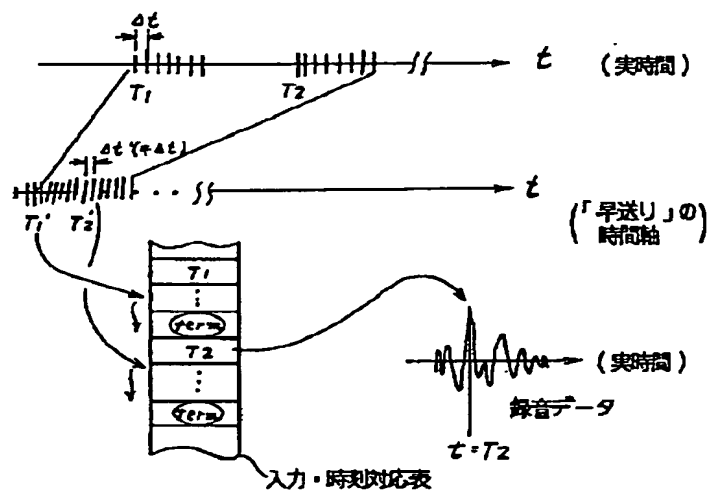 Δt
t
(実時間)
T1
T2
Δt'(≠Δt)
t
(「早送り」の
時間軸)
T1'
T2'
T1
term
T2
(実時間)
term
録音データ
t=T2
入力・時刻対応表